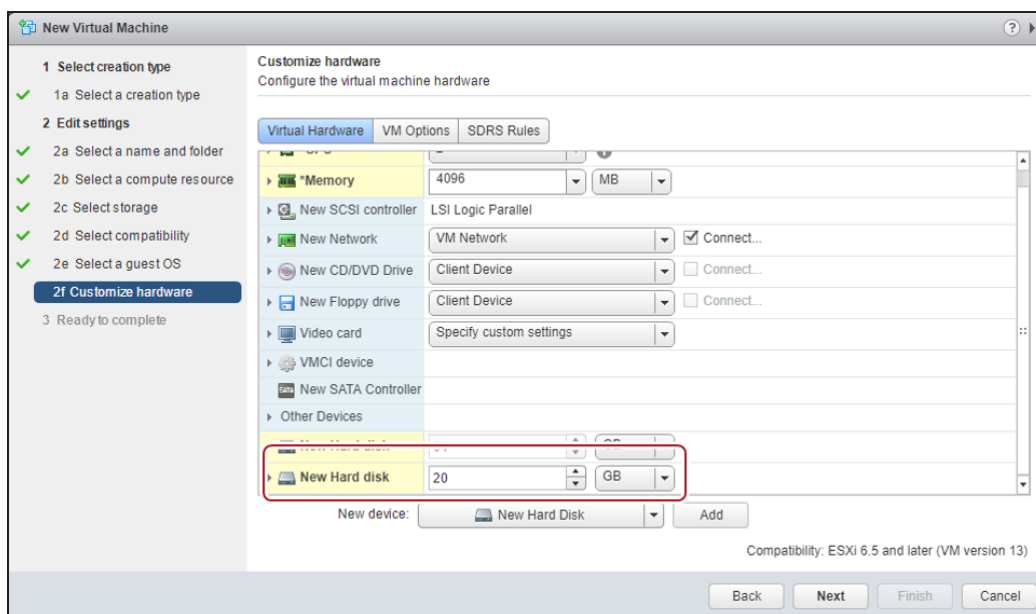 New Virtual Machine
?
1 Select creation type
1a Select a creation type
2 Edit settings
2a Select a name and folder
2b Select a compute resource
2c Select storage
2d Select compatibility
2e Select a guest OS
2f Customize hardware
3 Ready to complete
Customize hardware
Configure the virtual machine hardware
Virtual Hardware VM Options SDRS Rules
*Memory 4096 MB
New SCSI controller LSI Logic Parallel
New Network VM Network Connect...
New CD/DVD Drive Client Device Connect...
New Floppy drive Client Device Connect...
Video card Specify custom settings
VMCI device
SATA New SATA Controller
Other Devices
New Hard disk 20 GB
New device: New Hard Disk Add
Compatibility: ESXi 6.5 and later (VM version 13)
Back Next Finish Cancel